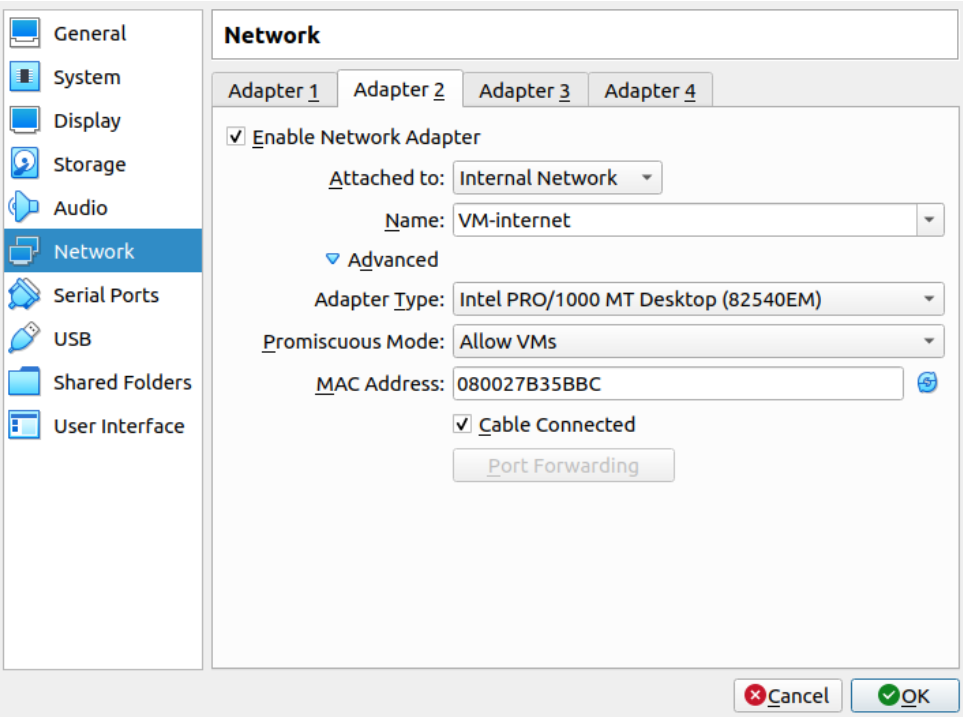 General
System
Display
Storage
Audio
Network
Serial Ports
USB
Shared Folders
User Interface
Network
Adapter 1 Adapter 2 Adapter 3 Adapter 4
Enable Network Adapter
Attached to: Internal Network
Name: VM-internet
Advanced
Adapter Type: Intel PRO/1000 MT Desktop (82540EM)
Promiscuous Mode: Allow VMs
MAC Address: 080027B35BBC
Cable Connected
Port Forwarding
Cancel OK